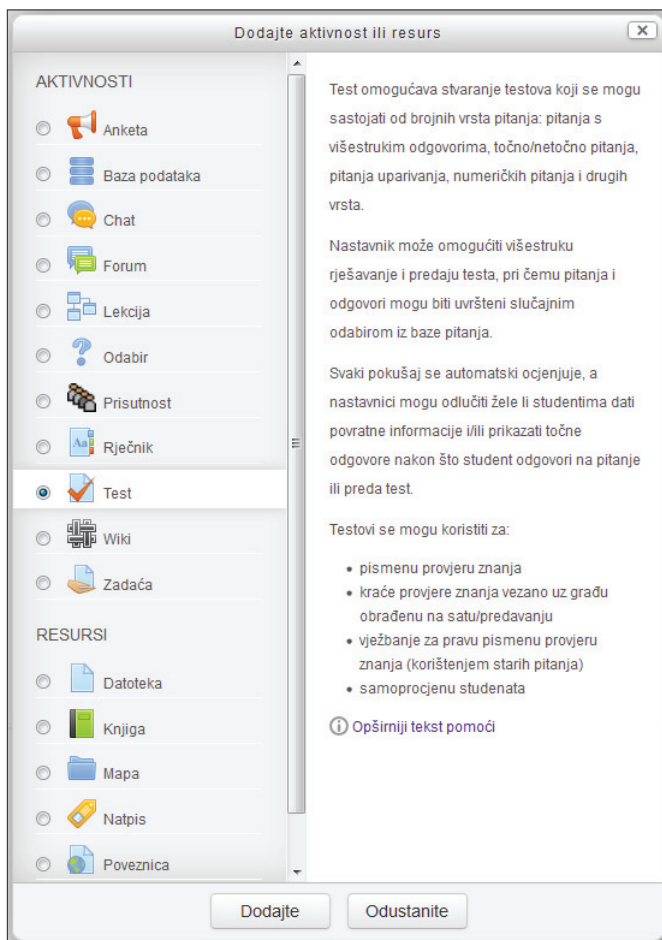 Dodajte aktivnost ili resurs
AKTIVNOSTI
Anketa
Baza podataka
Chat
Forum
Lekcija
Odabir
Prisutnost
Rječnik
Test
Wiki
Zadaća
RESURSI
Datoteka
Knjiga
Mapa
Natpis
Poveznica
Test omogućava stvaranje testova koji se mogu
sastojati od brojnih vrsta pitanja: pitanja s
višestrukim odgovorima, točno/netočno pitanja,
pitanja uparivanja, numeričkih pitanja i drugih
vrsta.
Nastavnik može omogućiti višestruku
rješavanje i predaju testa, pri čemu pitanja i
odgovori mogu biti uvršteni slučajnim
odabirom iz baze pitanja.
Svaki pokušaj se automatski ocjenjuje, a
nastavnici mogu odlučiti žele li studentima dati
povratne informacije i/ili prikazati točne
odgovore nakon što student odgovori na pitanje
ili preda test.
Testovi se mogu koristiti za:
• pismenu provjeru znanja
• kraće provjere znanja vezano uz građu
obrađenu na satu/predavanju
• vježbanje za pravu pismenu provjeru
znanja (korištenjem starih pitanja)
• samoprocjenu studenata
Opširniji tekst pomoći
Dodajte
Odustanite